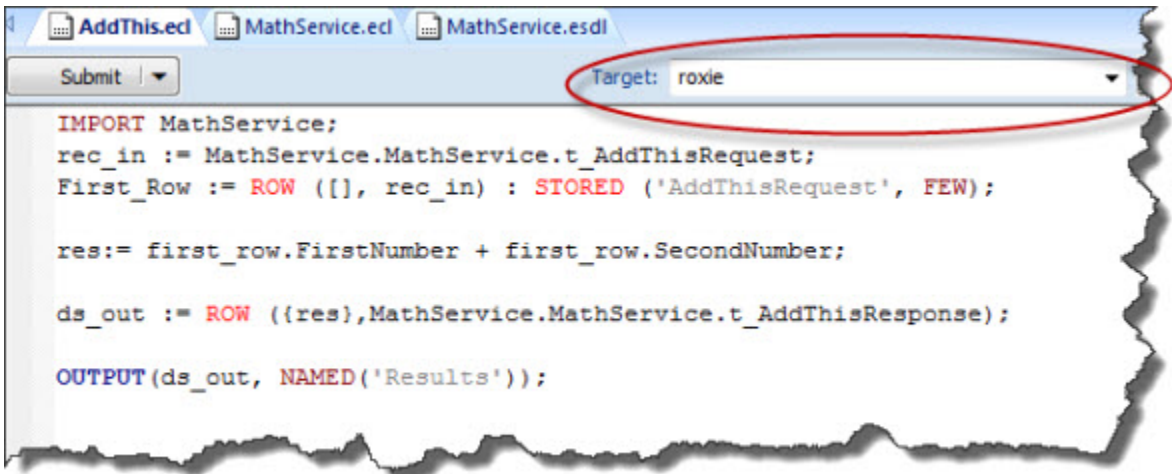 AddThis.ecl MathService.ecl MathService.esdl
Submit Target: roxie
IMPORT MathService;
rec_in := MathService.MathService.t_AddThisRequest;
First_Row := ROW ([], rec_in) : STORED ('AddThisRequest', FEW);
res:= first_row.FirstNumber + first_row.SecondNumber;
ds_out := ROW ({res},MathService.MathService.t_AddThisResponse);
OUTPUT(ds_out, NAMED('Results'));